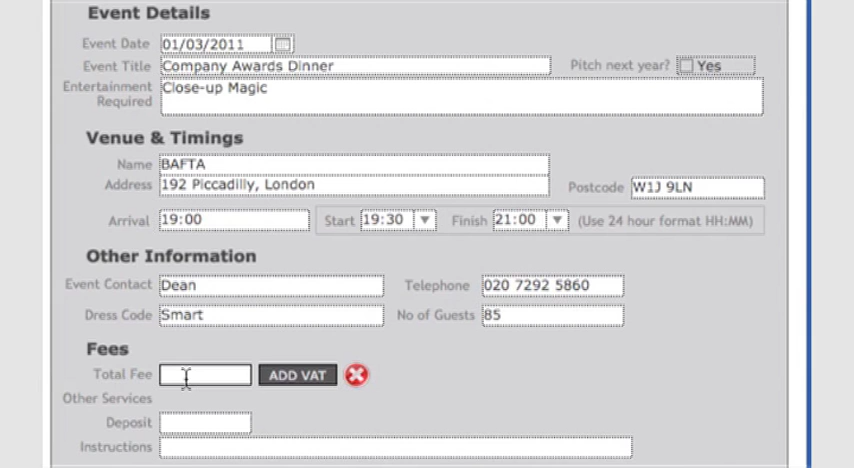 Event Details
Event Date 01/03/2011
Event Title Company Awards Dinner Pitch next year? Yes
Entertainment Close-up Magic
Required
Venue & Timings
Name BAFTA
Address 192 Piccadilly, London Postcode W1J 9LN
Arrival 19:00 Start 19:30 Finish 21:00 (Use 24 hour format HH:MM)
Other Information
Event Contact Dean Telephone 020 7292 5860
Dress Code Smart No of Guests 85
Fees
Total Fee ADD VAT
Other Services
Deposit
Instructions